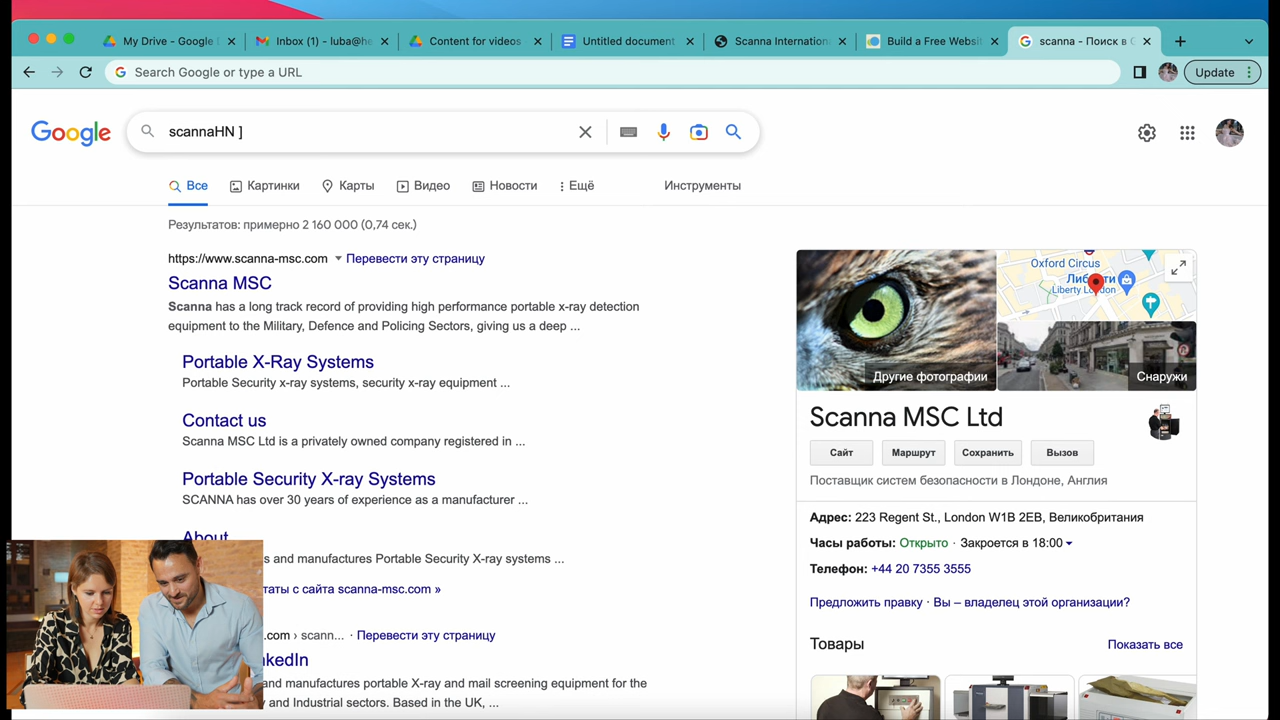 My Drive - Google
Inbox (1) - luba@he
Content for videos
Untitled document
Scanna Internationa
Build a Free Websi
scanna - Поиск в G
Search Google or type a URL
Update
Google
scannaHN ]
Все
Картинки
Карты
Видео
Новости
Ещё
Инструменты
Результатов: примерно 2 160 000 (0,74 сек.)
https://www.scanna-msc.com
Перевести эту страницу
Scanna MSC
Scanna has a long track record of providing high performance portable x-ray detection
equipment to the Military, Defence and Policing Sectors, giving us a deep ...
Portable X-Ray Systems
Portable Security x-ray systems, security x-ray equipment ...
Contact us
Scanna MSC Ltd is a privately owned company registered in ...
Portable Security X-ray Systems
SCANNA has over 30 years of experience as a manufacturer ...
About
s and manufactures Portable Security X-ray systems ...
таты с сайта scanna-msc.com »
.com › scann... · Перевести эту страницу
kedIn
and manufactures portable X-ray and mail screening equipment for the
y and Industrial sectors. Based in the UK, ...
Oxford Circus
Либерти
Liberty London
Другие фотографии
Снаружи
Scanna MSC Ltd
Сайт
Маршрут
Сохранить
Вызов
Поставщик систем безопасности в Лондоне, Англия
Адрес: 223 Regent St., London W1B 2EB, Великобритания
Часы работы: Открыто · Закроется в 18:00
Телефон: +44 20 7355 3555
Предложить правку · Вы – владелец этой организации?
Товары
Показать все